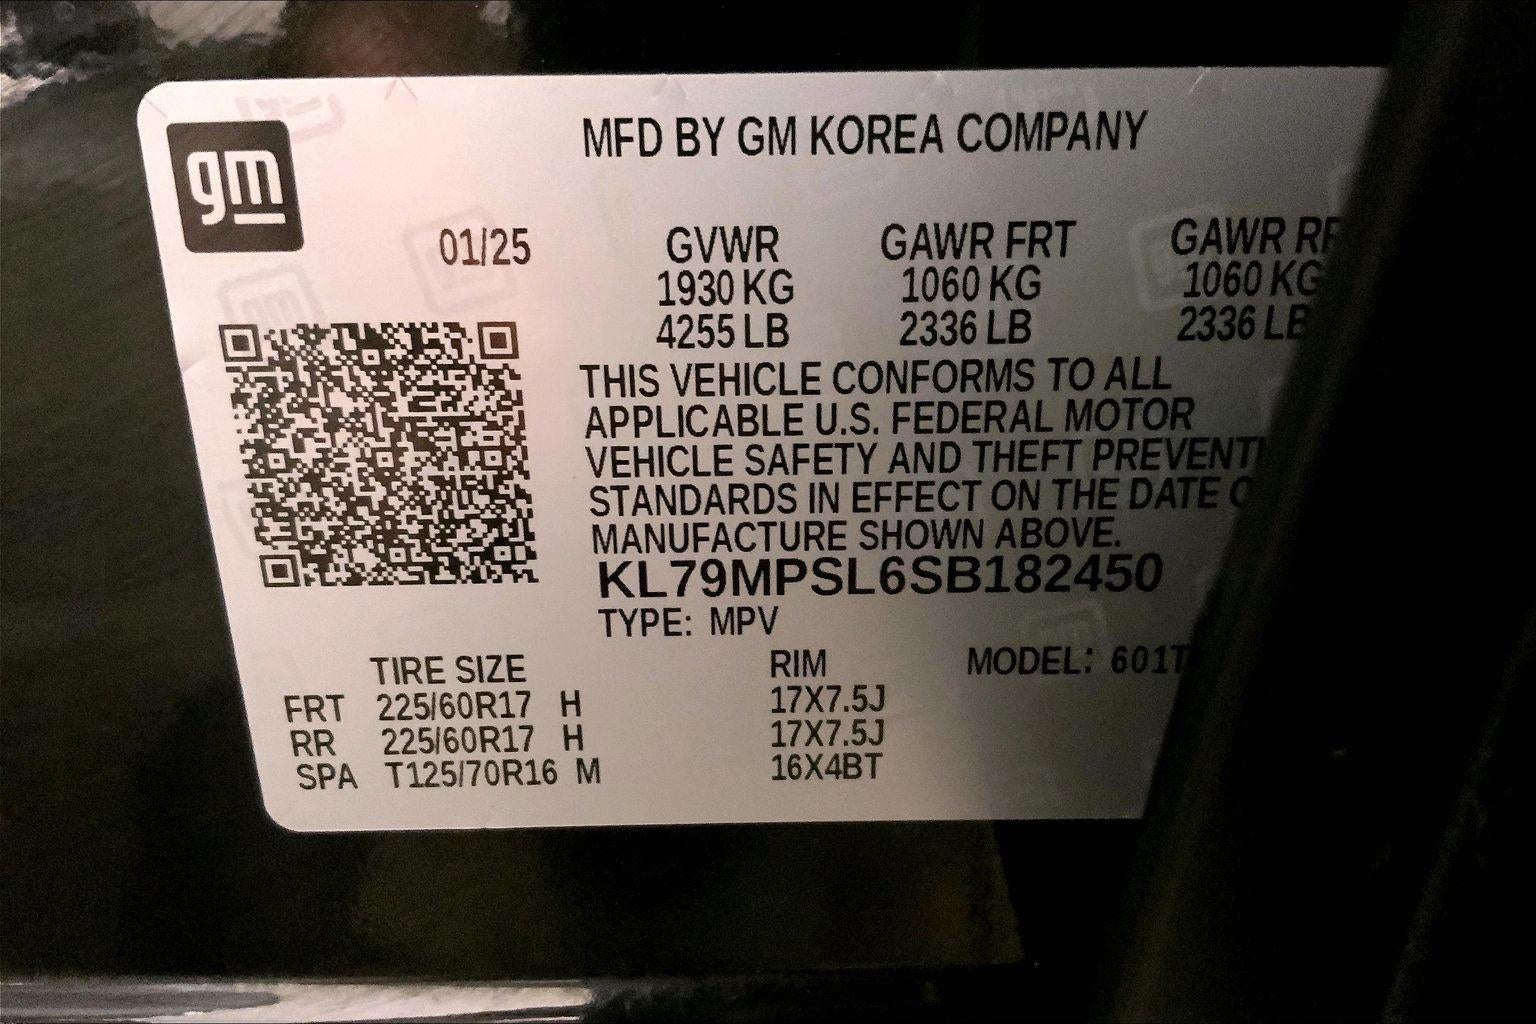 gm
MFD BY GM KOREA COMPANY
01/25 GVWR GAWR FRT GAWR
1930 KG 1060 KG 1060 KG
4255 LB 2336 LB 2336 LB
THIS VEHICLE CONFORMS TO ALL
APPLICABLE U.S. FEDERAL MOTOR
VEHICLE SAFETY AND THEFT PREVENTI
STANDARDS IN EFFECT ON THE DATE O
MANUFACTURE SHOWN ABOVE.
KL79MPSL6SB182450
TYPE: MPV
TIRE SIZE RIM MODEL: 601T
FRT 225/60R17 H 17X7.5J
RR 225/60R17 H 17X7.5J
SPA T125/70R16 M 16X4BT